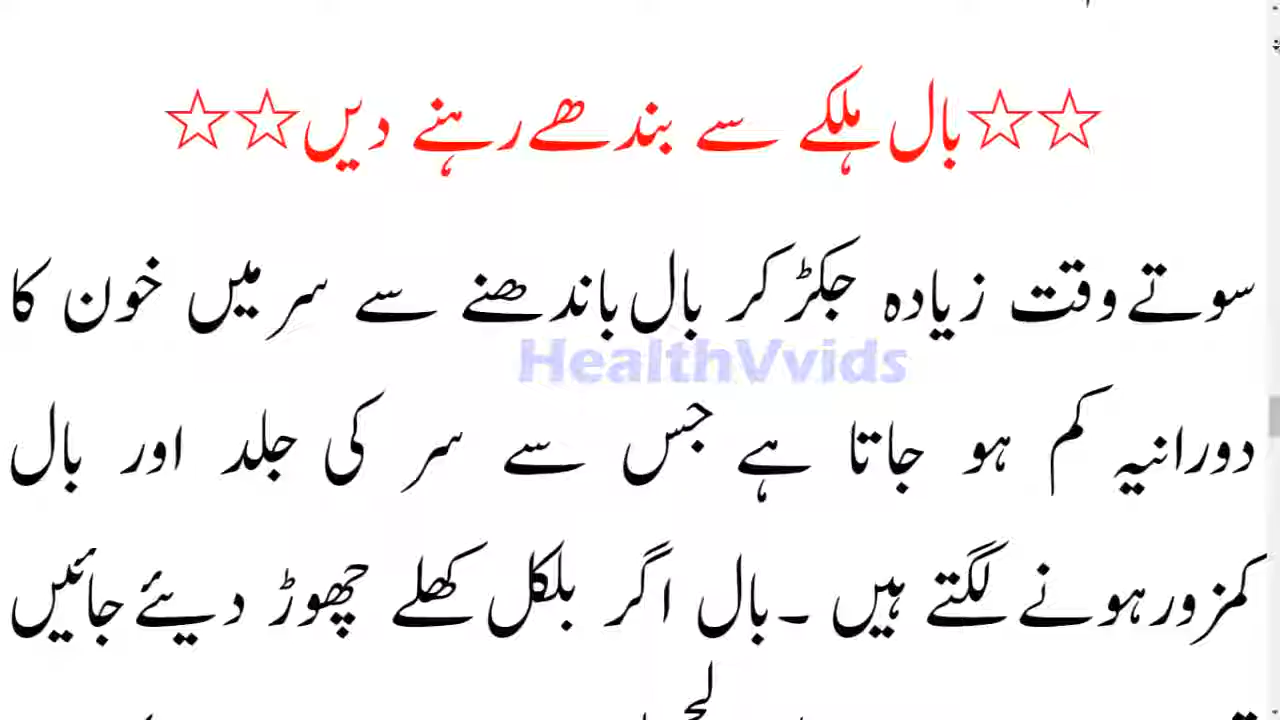 ☆☆بال ہلکے سے بندھے رہنے دیں☆☆
سوتے وقت زیادہ جکڑ کر بال باندھنے سے سر میں خون کا
HealthVvids
دورانیہ کم ہو جاتا ہے جس سے سر کی جلد اور بال
کمزور ہونے لگتے ہیں ۔ بال اگر بلکل کھلے چھوڑ دیئے جائیں